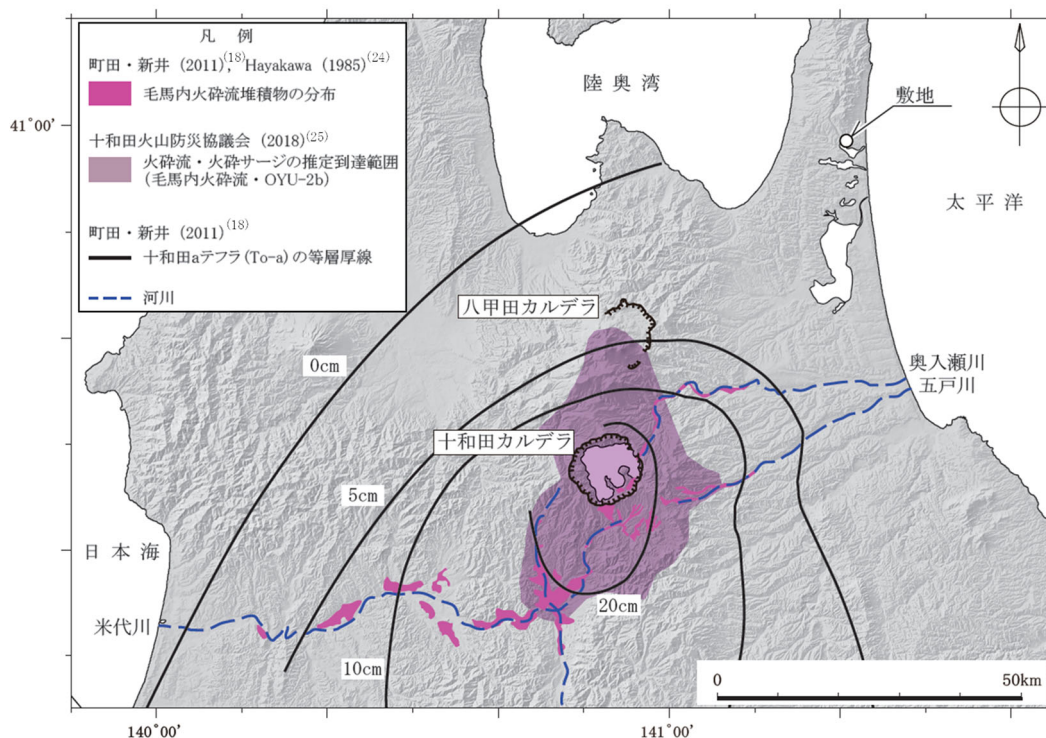 凡 例
町田・新井 (2011)(18), Hayakawa (1985)(24)
毛馬内火砕流堆積物の分布
十和田火山防災協議会 (2018)(25)
火砕流・火砕サージの推定到達範囲
(毛馬内火砕流・OYU-2b)
町田・新井 (2011)(18)
十和田aテフラ(To-a)の等層厚線
河川
陸奥湾
敷地
太平洋
41°00'
八甲田カルデラ
0cm
奥入瀬川
五戸川
十和田カルデラ
5cm
日本海
20cm
米代川
10cm
0
50km
140°00'
141°00'